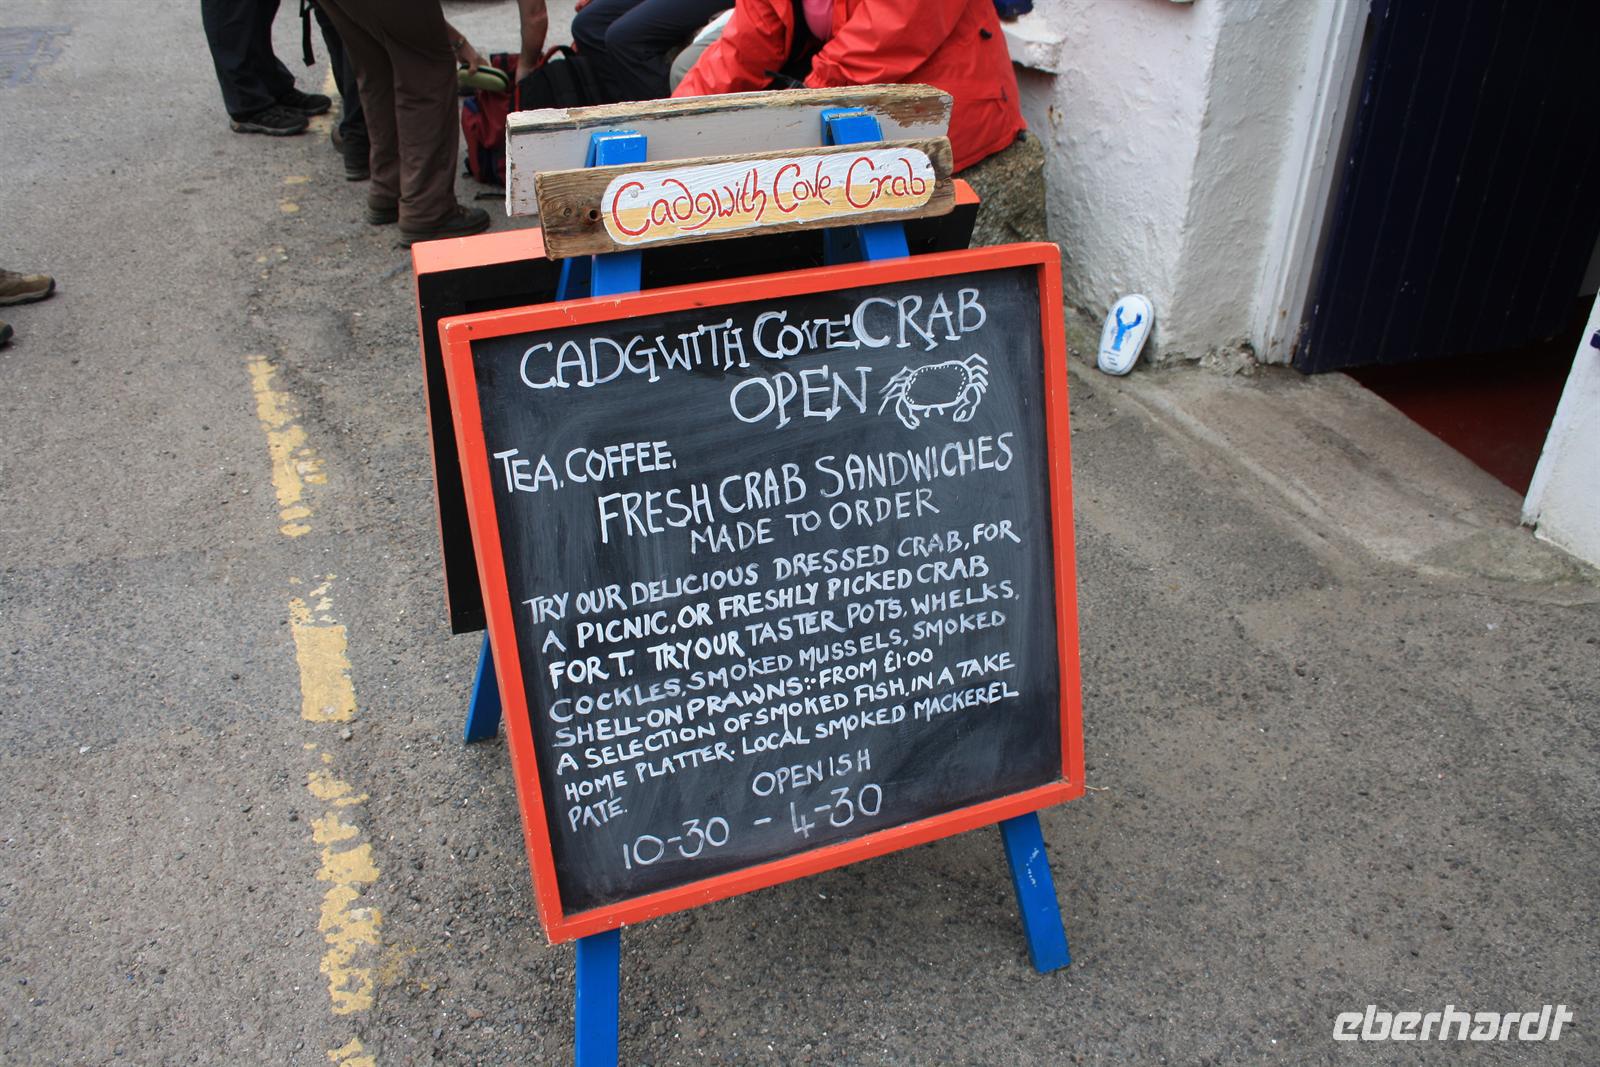 Cadgwith Cove Crab
CADGWITH COVE CRAB
OPEN
TEA. COFFEE.
FRESH CRAB SANDWICHES
MADE TO ORDER
TRY OUR DELICIOUS DRESSED CRAB, FOR
A PICNIC, OR FRESHLY PICKED CRAB
FOR T. TRY OUR TASTER POTS. WHELKS.
COCKLES, SMOKED MUSSELS, SMOKED
SHELL-ON PRAWNS:· FROM £1·00
A SELECTION OF SMOKED FISH, IN A TAKE
HOME PLATTER. LOCAL SMOKED MACKEREL
PATE.
OPENISH
10-30 - 4-30
eberhardt